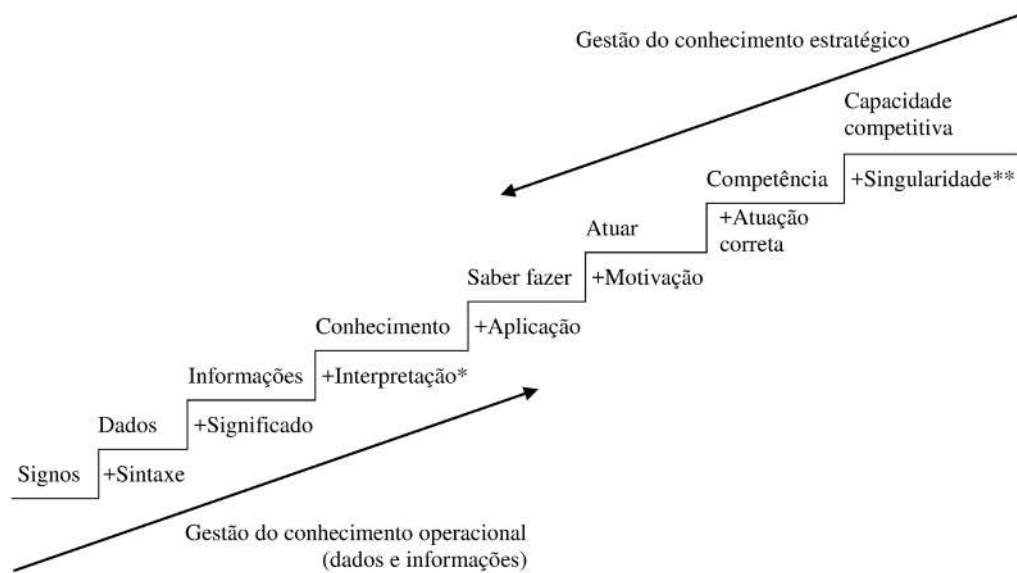 Gestão do conhecimento estratégico
Capacidade
competitiva
Competência
+Singularidade**
Atuar
+Atuação
correta
Saber fazer
+Motivação
Conhecimento
+Aplicação
Informações
+Interpretação*
Dados
+Significado
Signos
+Sintaxe
Gestão do conhecimento operacional
(dados e informações)